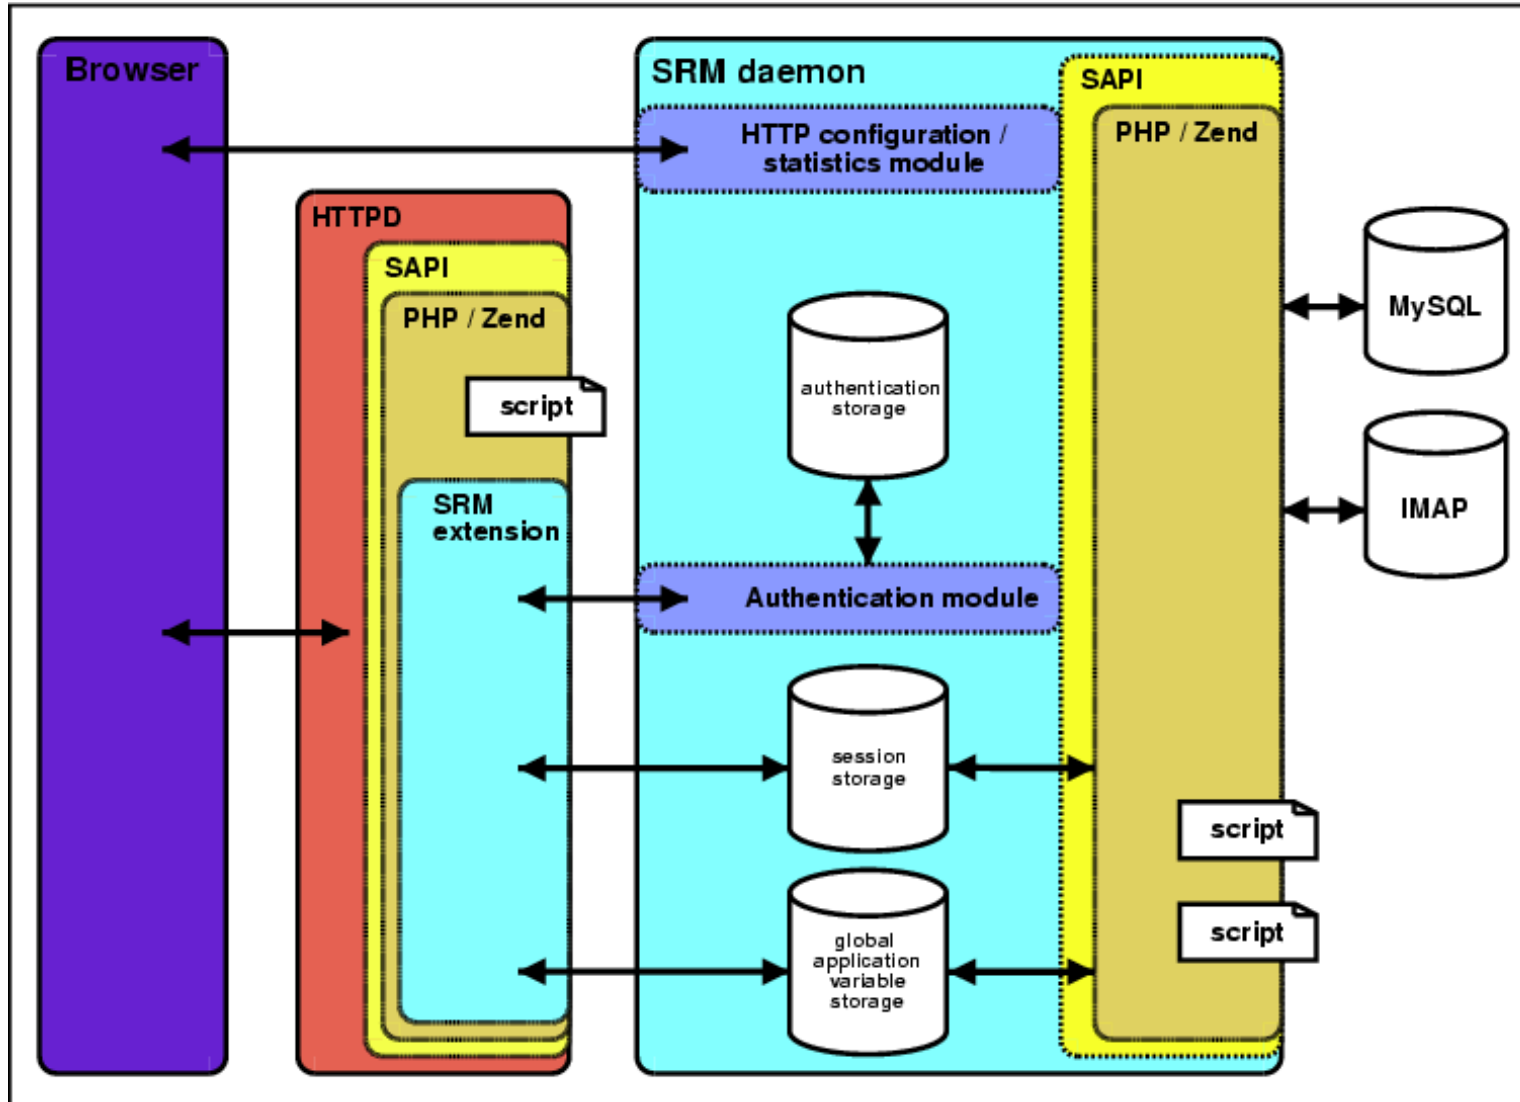 Browser
SRM daemon
SAPI
PHP / Zend
HTTP configuration /
statistics module
HTTPD
SAPI
PHP / Zend
script
SRM
extension
authentication
storage
MySQL
IMAP
Authentication module
session
storage
script
script
global
application
variable
storage